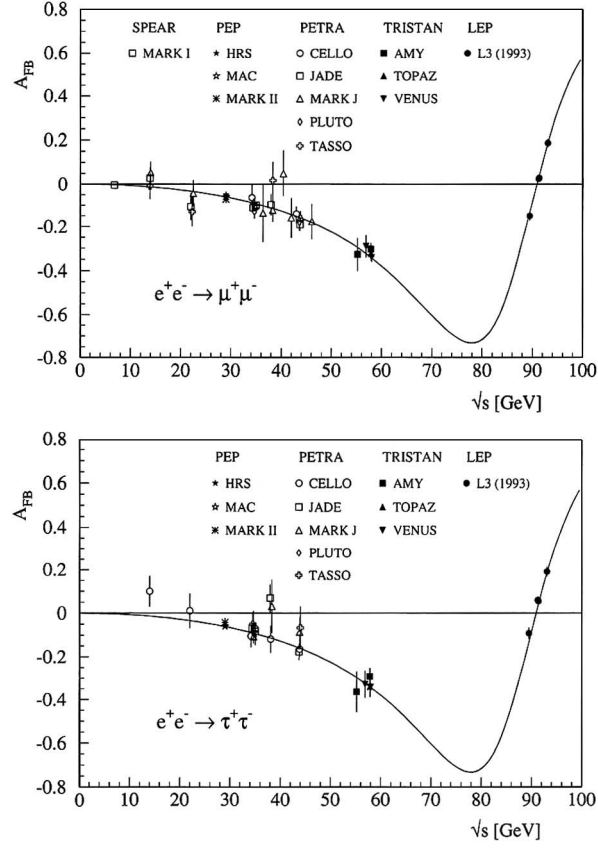 A_FB
SPEAR PEP PETRA TRISTAN LEP
MARK I HRS CELLO AMY L3 (1993)
MAC JADE TOPAZ
MARK II MARK J VENUS
PLUTO
TASSO
0.8
0.6
0.4
0.2
0
-0.2
-0.4
-0.6
-0.8
e⁺e⁻ → μ⁺μ⁻
0 10 20 30 40 50 60 70 80 90 100
√s [GeV]
A_FB
PEP PETRA TRISTAN LEP
HRS CELLO AMY L3 (1993)
MAC JADE TOPAZ
MARK II MARK J VENUS
PLUTO
TASSO
0.8
0.6
0.4
0.2
0
-0.2
-0.4
-0.6
-0.8
e⁺e⁻ → τ⁺τ⁻
0 10 20 30 40 50 60 70 80 90 100
√s [GeV]